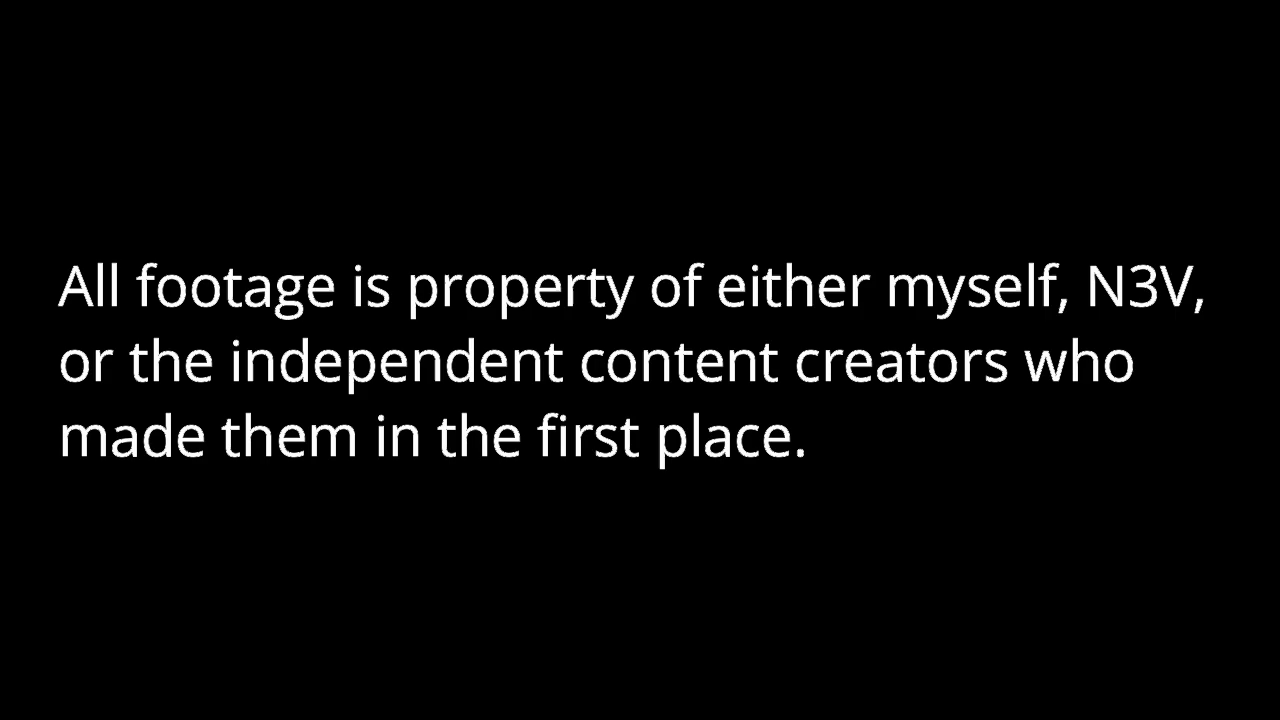 All footage is property of either myself, N3V,
or the independent content creators who
made them in the first place.